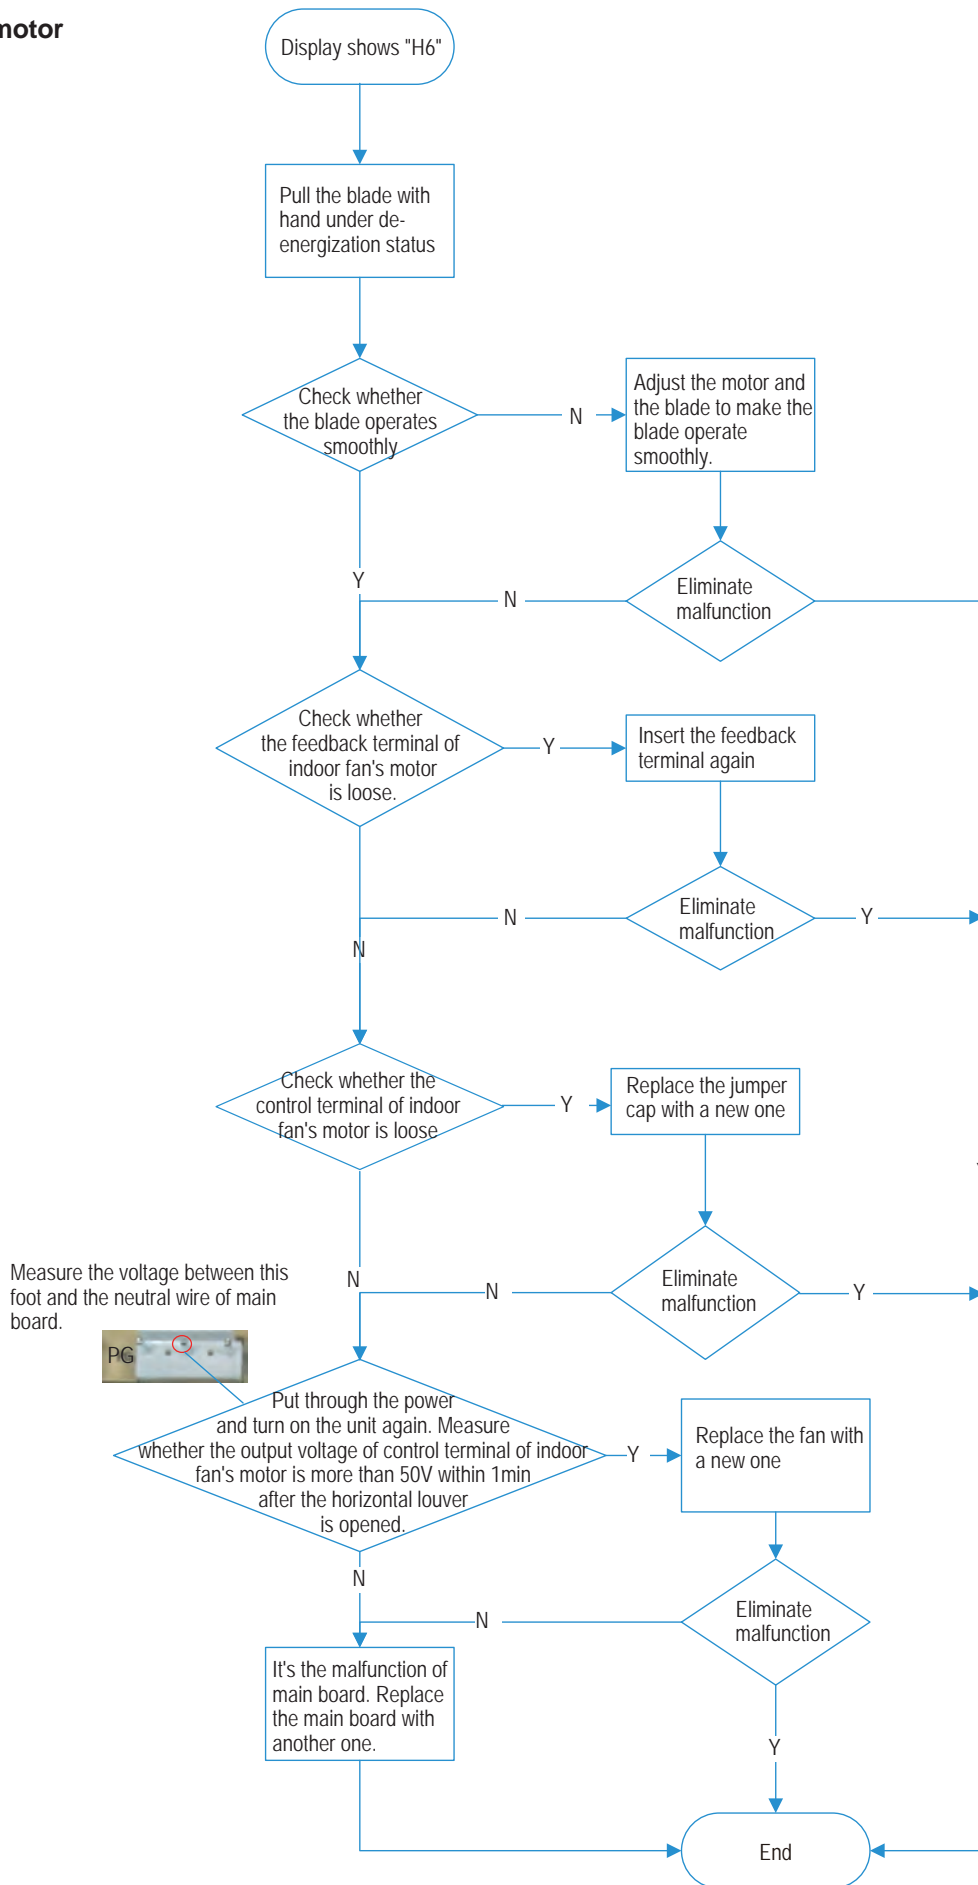 motor
Display shows "H6"
Pull the blade with
hand under de-
energization status
Check whether
the blade operates
smoothly
N
Adjust the motor and
the blade to make the
blade operate
smoothly.
Y
N
Eliminate
malfunction
Check whether
the feedback terminal of
indoor fan's motor
is loose.
Y
Insert the feedback
terminal again
N
N
Eliminate
malfunction
Y
Check whether the
control terminal of indoor
fan's motor is loose
Y
Replace the jumper
cap with a new one
N
N
Eliminate
malfunction
Y
Measure the voltage between this
foot and the neutral wire of main
board.
PG
Put through the power
and turn on the unit again. Measure
whether the output voltage of control terminal of indoor
fan's motor is more than 50V within 1min
after the horizontal louver
is opened.
Y
Replace the fan with
a new one
N
N
Eliminate
malfunction
Y
It's the malfunction of
main board. Replace
the main board with
another one.
End